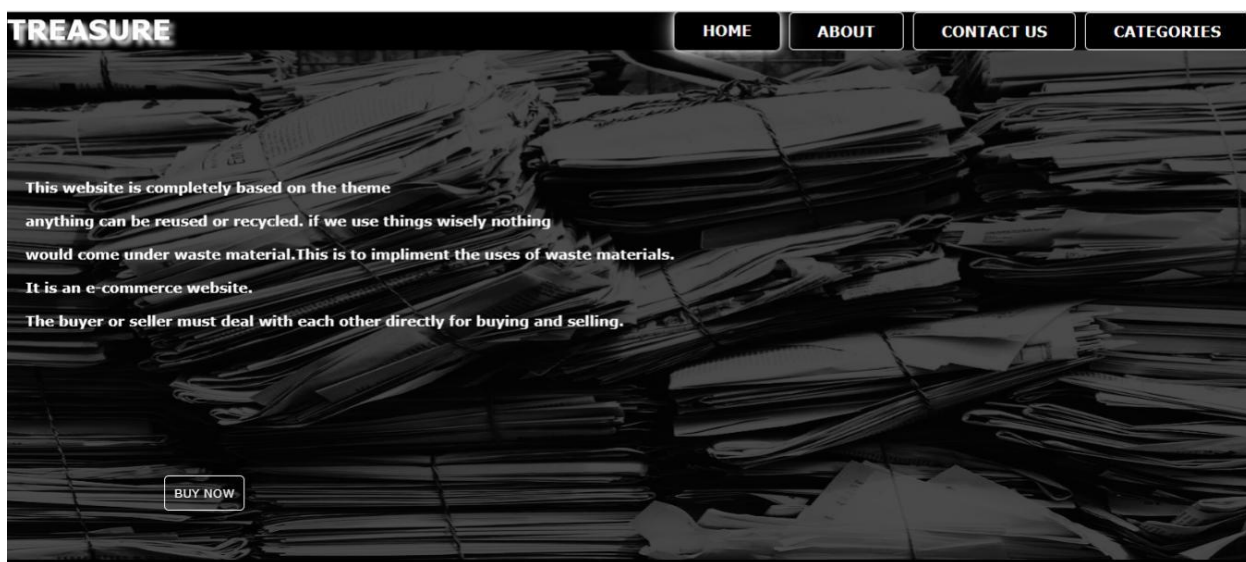 TREASURE
HOME
ABOUT
CONTACT US
CATEGORIES
This website is completely based on the theme
anything can be reused or recycled. if we use things wisely nothing
would come under waste material.This is to impliment the uses of waste materials.
It is an e-commerce website.
The buyer or seller must deal with each other directly for buying and selling.
BUY NOW